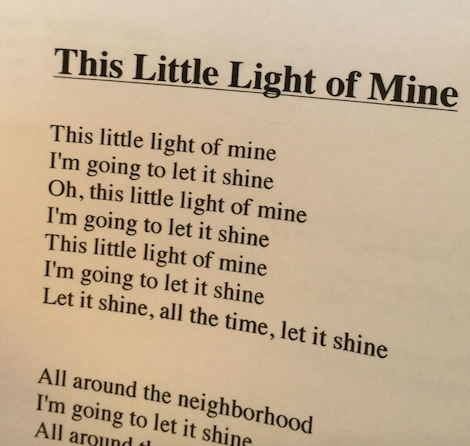 This Little Light of Mine
This little light of mine
I'm going to let it shine
Oh, this little light of mine
I'm going to let it shine
This little light of mine
I'm going to let it shine
Let it shine, all the time, let it shine
All around the neighborhood
I'm going to let it shine
All around